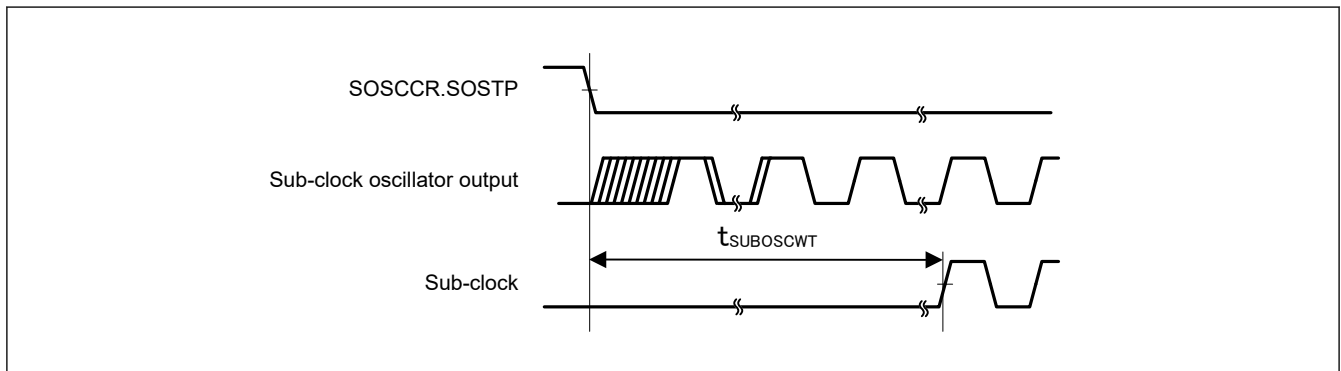 SOSCCR.SOSTP
Sub-clock oscillator output
tSUBOSCWT
Sub-clock